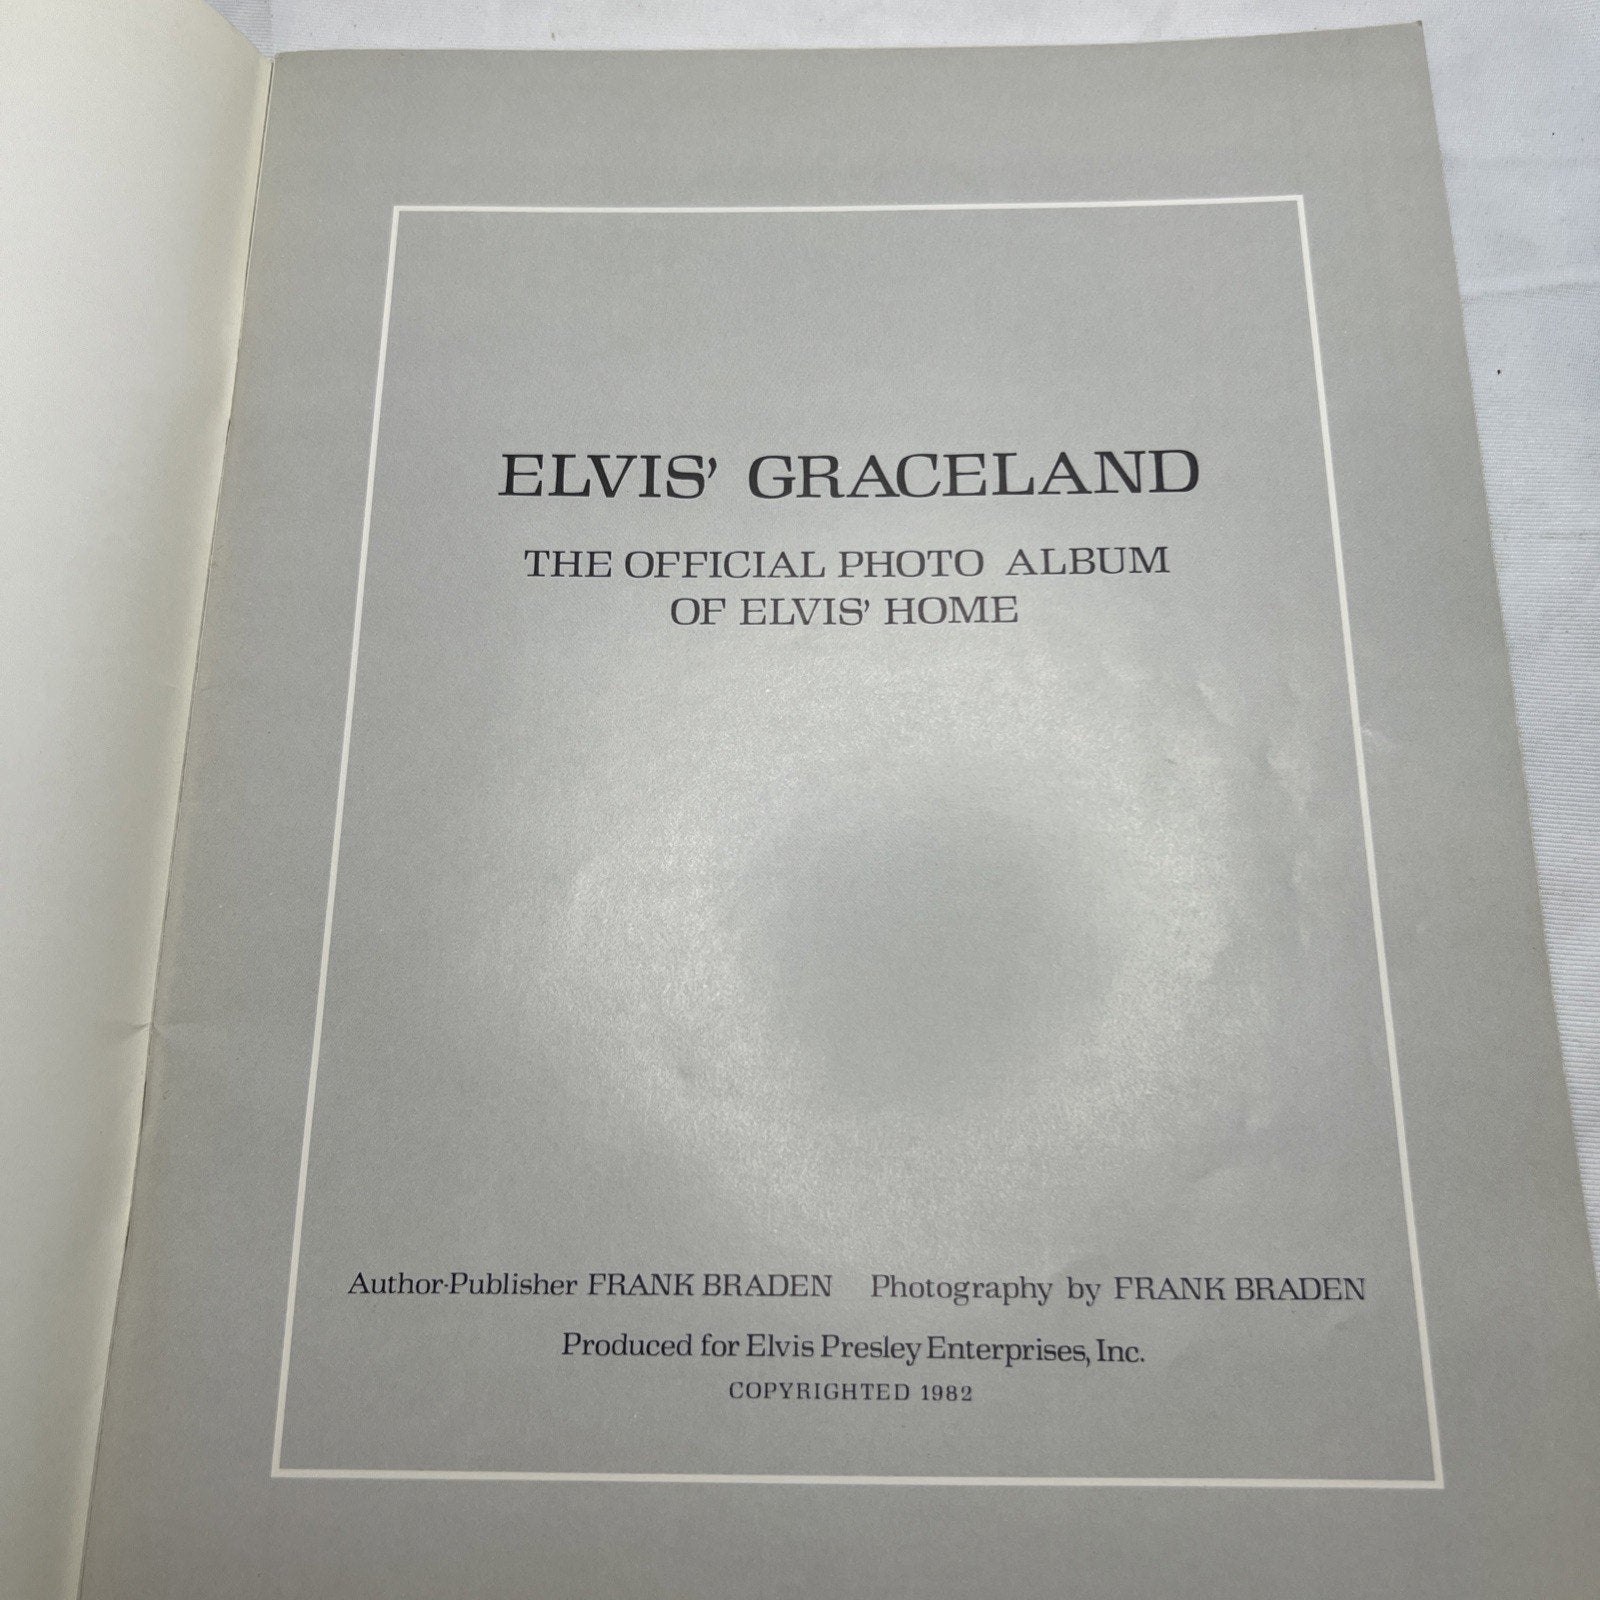 ELVIS' GRACELAND
THE OFFICIAL PHOTO ALBUM
OF ELVIS' HOME
Author-Publisher FRANK BRADEN Photography by FRANK BRADEN
Produced for Elvis Presley Enterprises, Inc.
COPYRIGHTED 1982